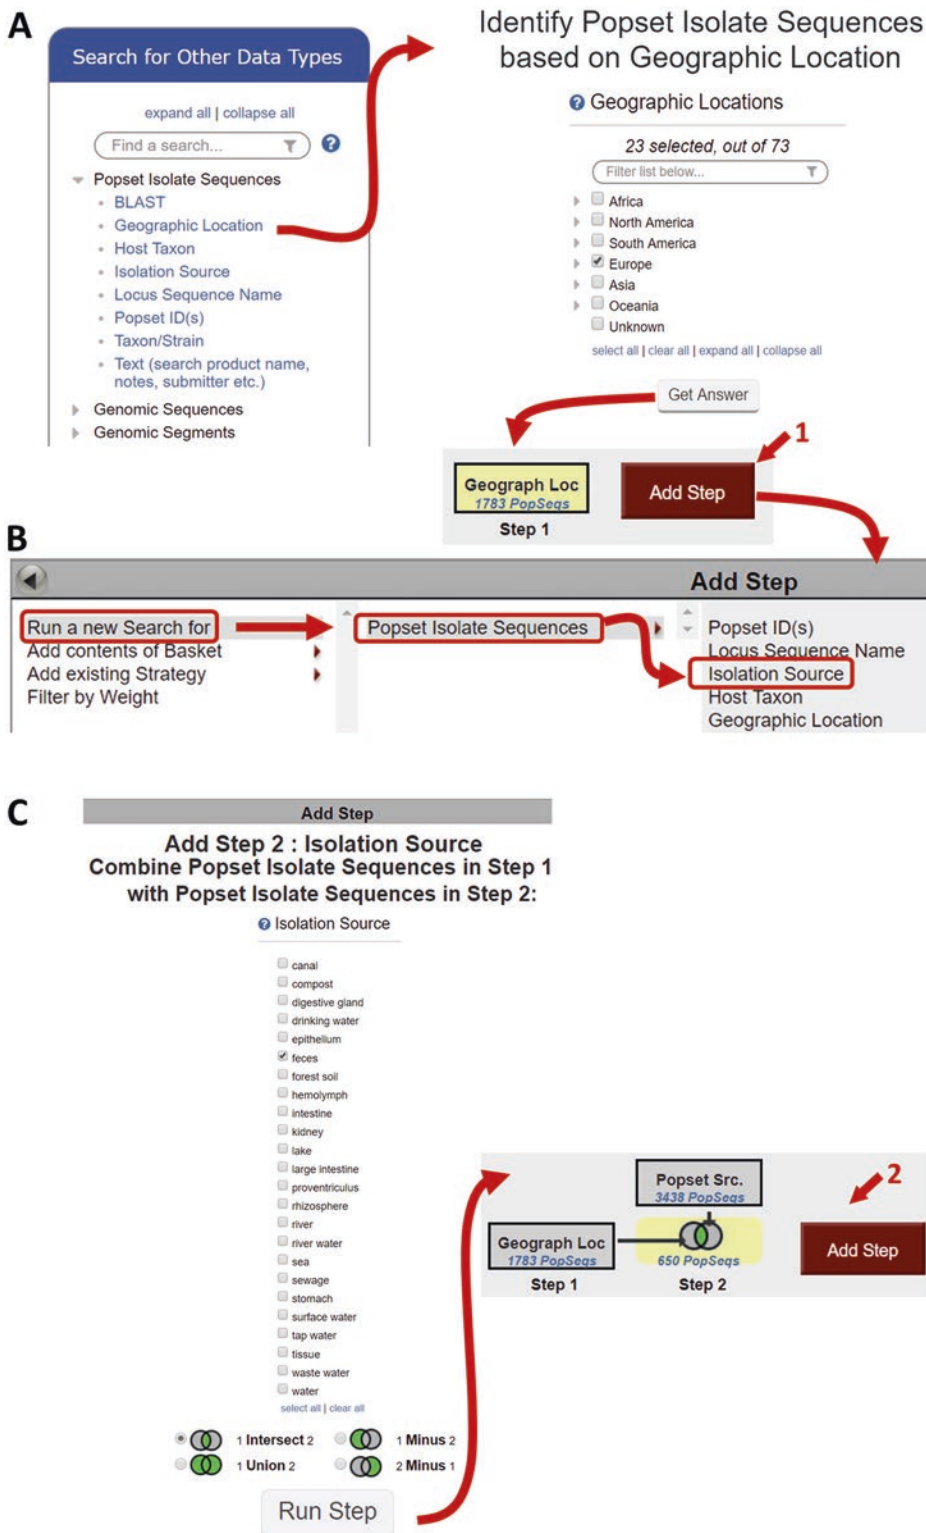 A
Search for Other Data Types
expand all | collapse all
Find a search...
?
Popset Isolate Sequences
BLAST
Geographic Location
Host Taxon
Isolation Source
Locus Sequence Name
Popset ID(s)
Taxon/Strain
Text (search product name,
notes, submitter etc.)
Genomic Sequences
Genomic Segments
Identify Popset Isolate Sequences
based on Geographic Location
? Geographic Locations
23 selected, out of 73
Filter list below...
Africa
North America
South America
Europe
Asia
Oceania
Unknown
select all | clear all | expand all | collapse all
Get Answer
1
Geograph Loc
1783 PopSeqs
Step 1
Add Step
B
Add Step
Run a new Search for
Add contents of Basket
Add existing Strategy
Filter by Weight
Popset Isolate Sequences
Popset ID(s)
Locus Sequence Name
Isolation Source
Host Taxon
Geographic Location
C
Add Step
Add Step 2 : Isolation Source
Combine Popset Isolate Sequences in Step 1
with Popset Isolate Sequences in Step 2:
? Isolation Source
canal
compost
digestive gland
drinking water
epithelium
feces
forest soil
hemolymph
intestine
kidney
lake
large intestine
proventriculus
rhizosphere
river
river water
sea
sewage
stomach
surface water
tap water
tissue
waste water
water
select all | clear all
1 Intersect 2
1 Minus 2
1 Union 2
2 Minus 1
Run Step
Popset Src.
3438 PopSeqs
2
Geograph Loc
1783 PopSeqs
650 PopSeqs
Add Step
Step 1
Step 2